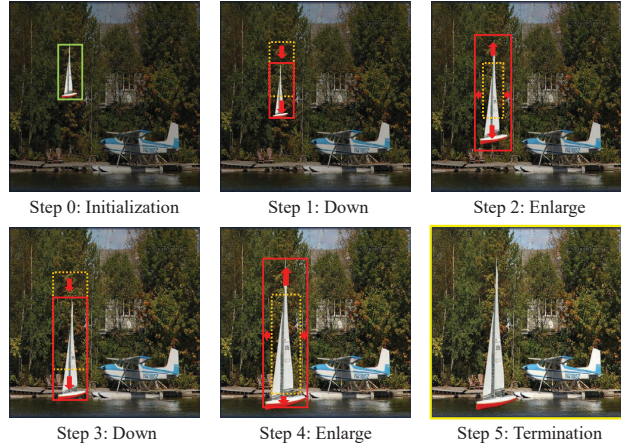 Step 0: Initialization
Step 1: Down
Step 2: Enlarge
Step 3: Down
Step 4: Enlarge
Step 5: Termination